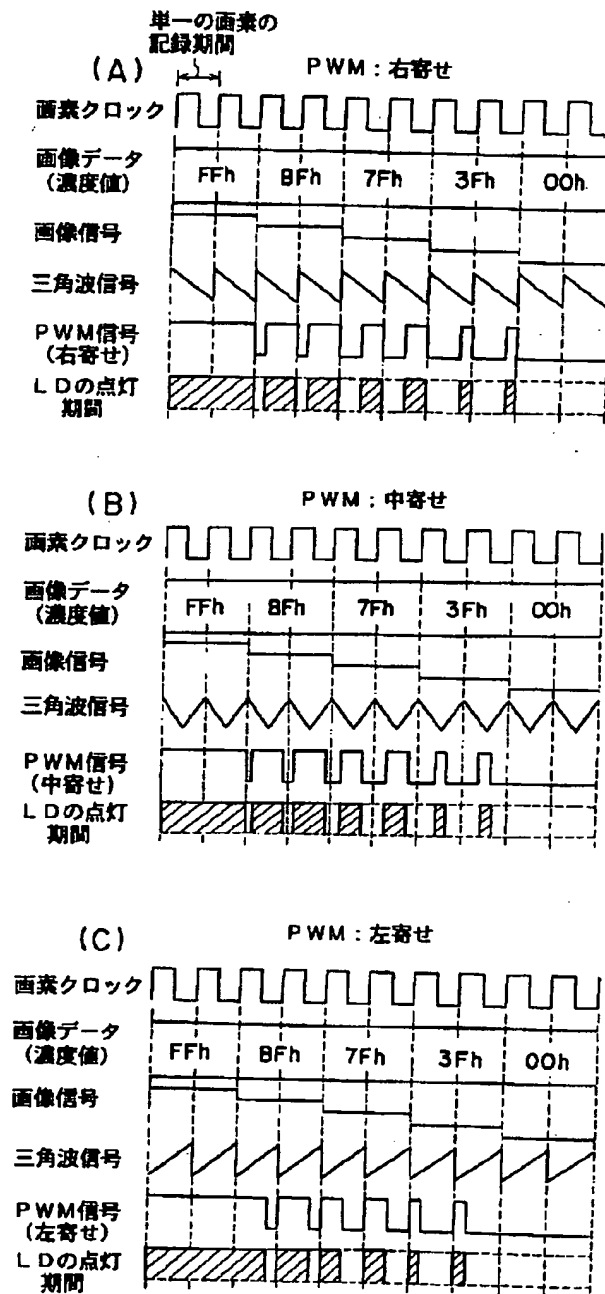 単一の画素の
記録期間
(A) PWM:右寄せ
画素クロック
画像データ
(濃度値)
FFh 8Fh 7Fh 3Fh 00h
画像信号
三角波信号
PWM信号
(右寄せ)
LDの点灯
期間
(B) PWM:中寄せ
画素クロック
画像データ
(濃度値)
FFh 8Fh 7Fh 3Fh 00h
画像信号
三角波信号
PWM信号
(中寄せ)
LDの点灯
期間
(C) PWM:左寄せ
画素クロック
画像データ
(濃度値)
FFh 8Fh 7Fh 3Fh 00h
画像信号
三角波信号
PWM信号
(左寄せ)
LDの点灯
期間